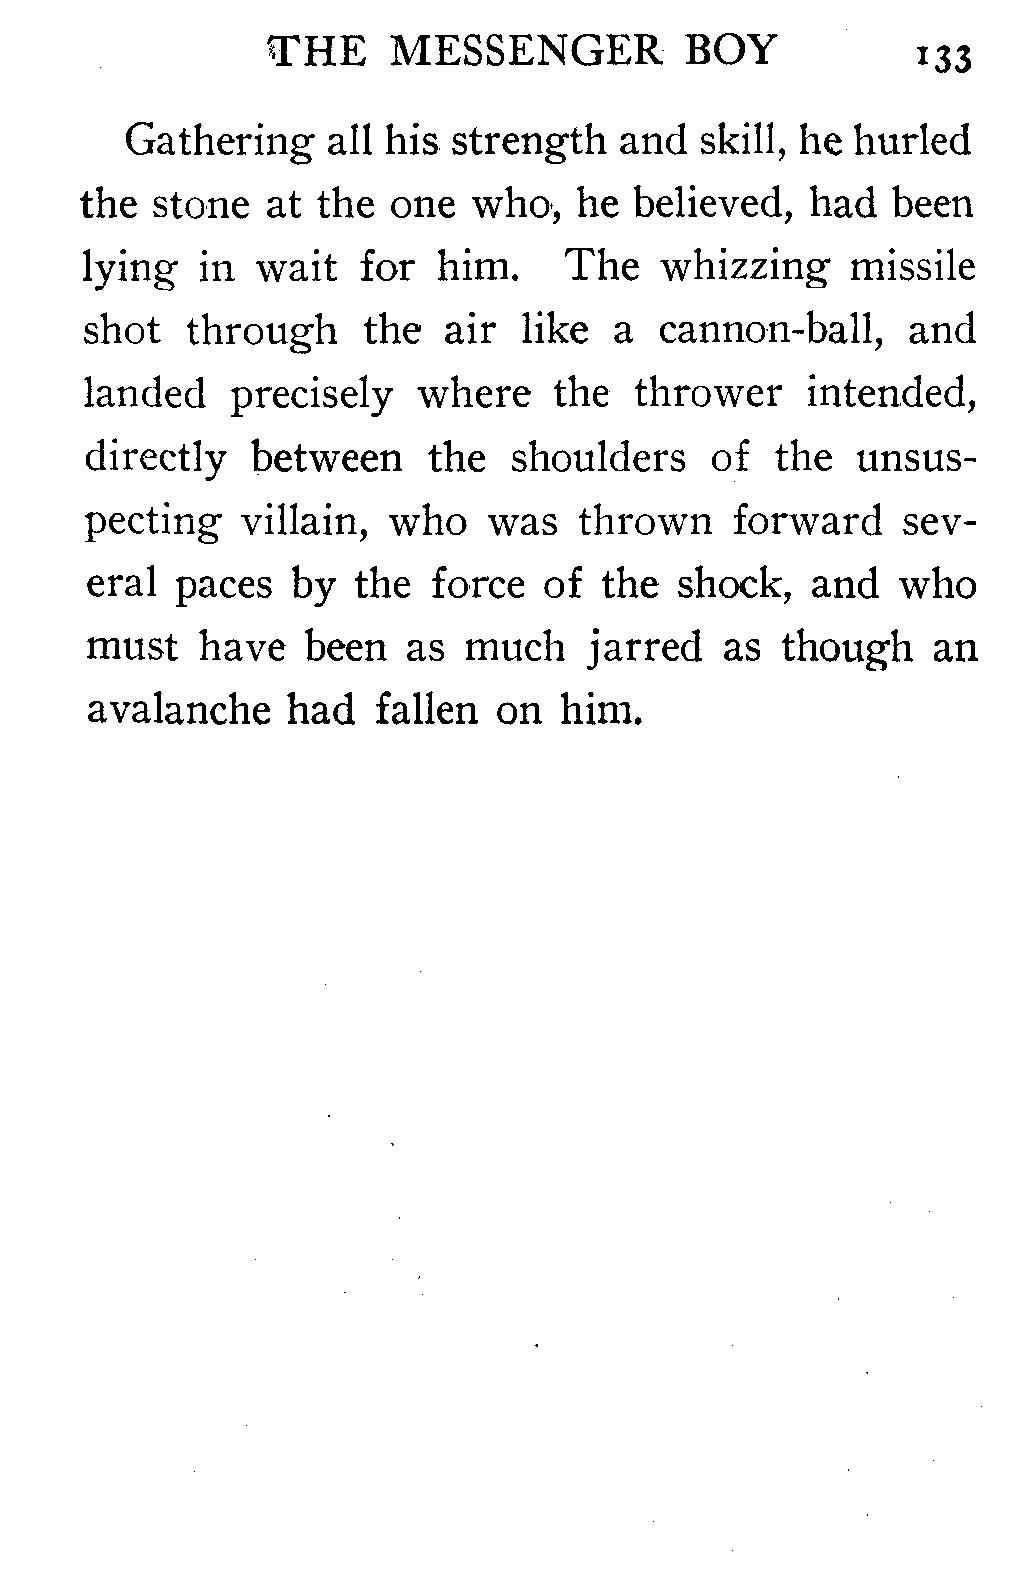 THE MESSENGER BOY 133
Gathering all his strength and skill, he hurled
the stone at the one who, he believed, had been
lying in wait for him. The whizzing missile
shot through the air like a cannon-ball, and
landed precisely where the thrower intended,
directly between the shoulders of the unsus-
pecting villain, who was thrown forward sev-
eral paces by the force of the shock, and who
must have been as much jarred as though an
avalanche had fallen on him.